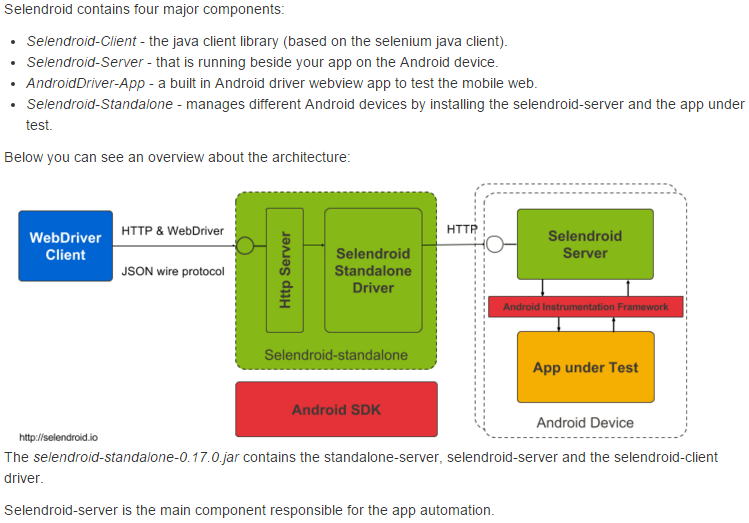 Selendroid contains four major components:
• Selendroid-Client - the java client library (based on the selenium java client).
• Selendroid-Server - that is running beside your app on the Android device.
• AndroidDriver-App - a built in Android driver webview app to test the mobile web.
• Selendroid-Standalone - manages different Android devices by installing the selendroid-server and the app under
test.
Below you can see an overview about the architecture:
WebDriver
Client
HTTP & WebDriver
JSON wire protocol
Http Server
Selendroid
Standalone
Driver
Selendroid-standalone
Android SDK
HTTP
Selendroid
Server
Android Instrumentation Framework
App under Test
Android Device
http://selendroid.io
The selendroid-standalone-0.17.0.jar contains the standalone-server, selendroid-server and the selendroid-client
driver.
Selendroid-server is the main component responsible for the app automation.